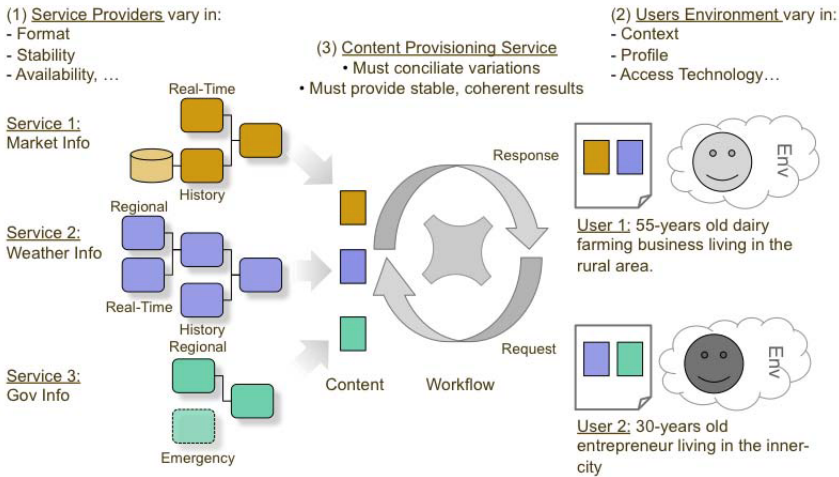 (1) Service Providers vary in:
- Format
- Stability
- Availability, …
(3) Content Provisioning Service
• Must conciliate variations
• Must provide stable, coherent results
(2) Users Environment vary in:
- Context
- Profile
- Access Technology…
Service 1:
Market Info
Real-Time
History
Service 2:
Weather Info
Regional
Real-Time
History
Service 3:
Gov Info
Regional
Emergency
Content
Workflow
Response
Request
Env
User 1: 55-years old dairy
farming business living in the
rural area.
Env
User 2: 30-years old
entrepreneur living in the inner-
city